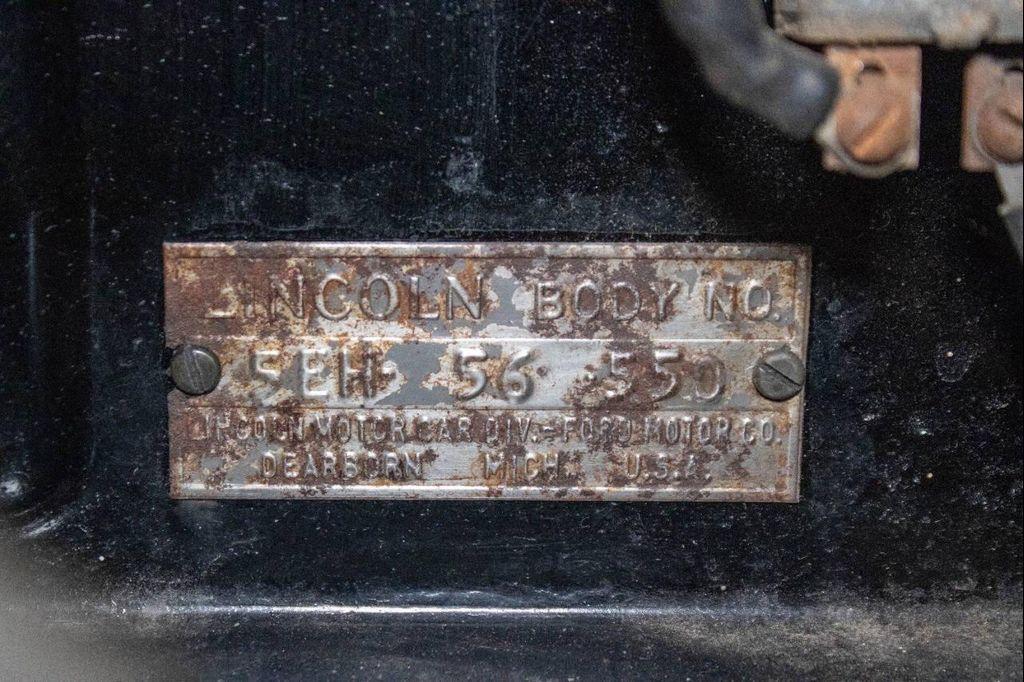 LINCOLN BODY NO.
5EH 56 550
LINCOLN MOTOR CAR DIV.-FORD MOTOR CO.
DEARBORN MICH. U.S.A.